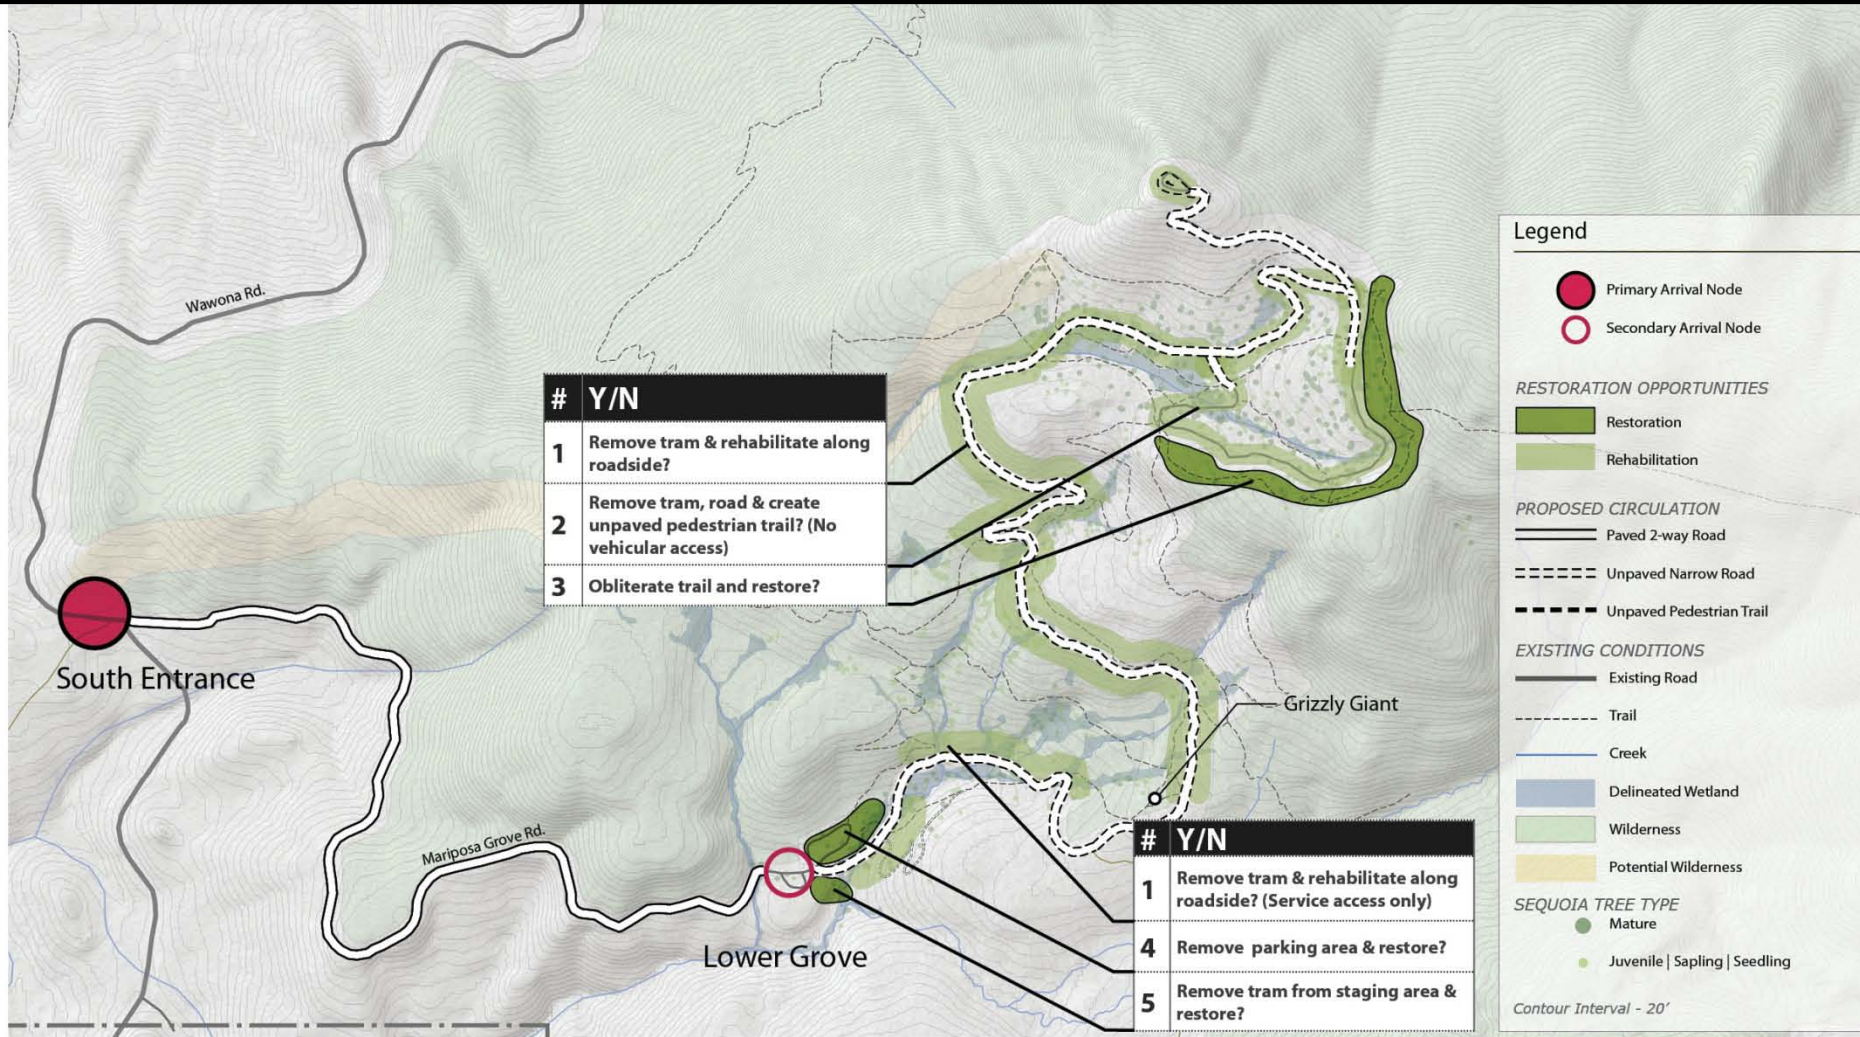 Wawona Rd.
# Y/N
1 Remove tram & rehabilitate along
roadside?
2 Remove tram, road & create
unpaved pedestrian trail? (No
vehicular access)
3 Obliterate trail and restore?
South Entrance
Mariposa Grove Rd.
Lower Grove
Grizzly Giant
# Y/N
1 Remove tram & rehabilitate along
roadside? (Service access only)
4 Remove parking area & restore?
5 Remove tram from staging area &
restore?
Legend
Primary Arrival Node
Secondary Arrival Node
RESTORATION OPPORTUNITIES
Restoration
Rehabilitation
PROPOSED CIRCULATION
Paved 2-way Road
Unpaved Narrow Road
Unpaved Pedestrian Trail
EXISTING CONDITIONS
Existing Road
Trail
Creek
Delineated Wetland
Wilderness
Potential Wilderness
SEQUOIA TREE TYPE
Mature
Juvenile | Sapling | Seedling
Contour Interval - 20′